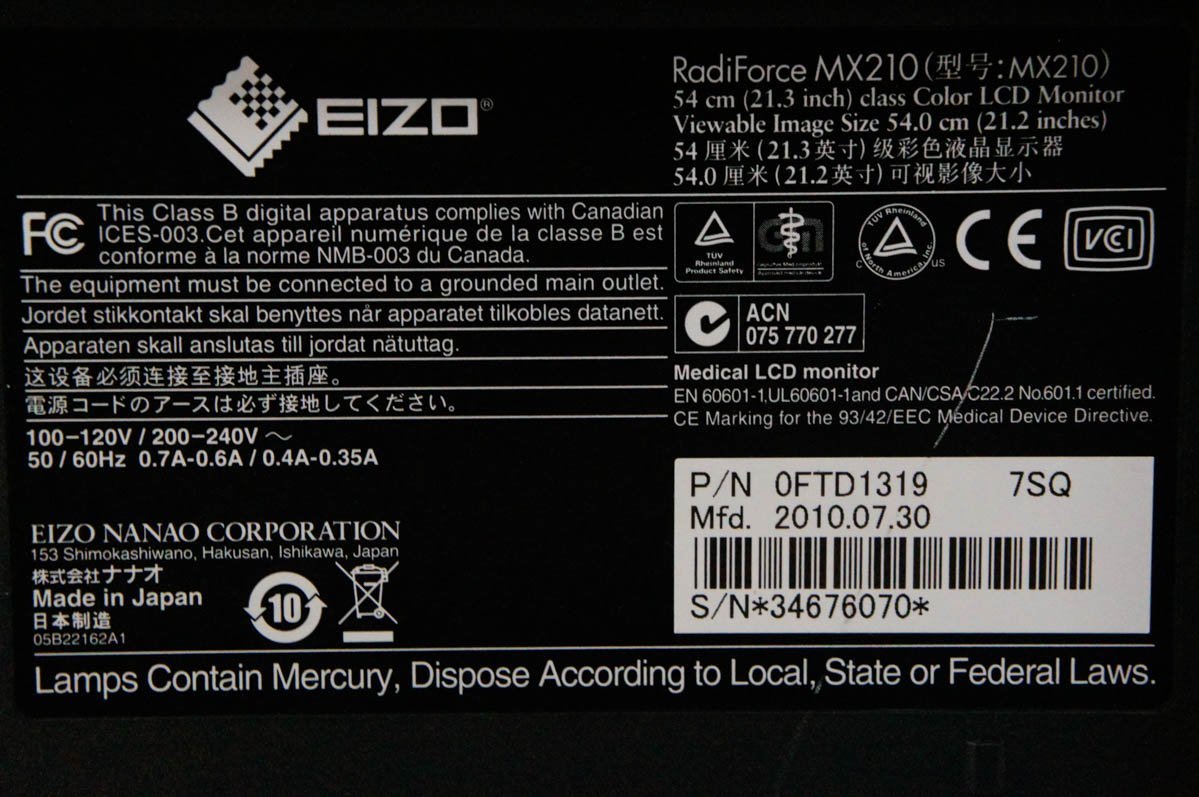 EIZO®
RadiForce MX210(型号:MX210)
54 cm (21.3 inch) class Color LCD Monitor
Viewable Image Size 54.0 cm (21.2 inches)
54 厘米 (21.3英寸) 级彩色液晶显示器
54.0 厘米 (21.2英寸) 可视影像大小
FC
This Class B digital apparatus complies with Canadian
ICES-003.Cet appareil numérique de la classe B est
conforme à la norme NMB-003 du Canada.
The equipment must be connected to a grounded main outlet.
Jordet stikkontakt skal benyttes når apparatet tilkobles datanett.
Apparaten skall anslutas till jordat nätuttag.
这设备必须连接至接地主插座。
電源コードのアースは必ず接地してください。
100-120V / 200-240V ～
50 / 60Hz 0.7A-0.6A / 0.4A-0.35A
TÜV
Rheinland
Product Safety
TUV Rheinland
of North America, Inc.
C US
CE
VCCI
ACN
075 770 277
Medical LCD monitor
EN 60601-1,UL60601-1and CAN/CSA C22.2 No.601.1 certified.
CE Marking for the 93/42/EEC Medical Device Directive.
P/N 0FTD1319 7SQ
Mfd. 2010.07.30
S/N*34676070*
EIZO NANAO CORPORATION
153 Shimokashiwano, Hakusan, Ishikawa, Japan
株式会社ナナオ
Made in Japan
日本制造
05B22162A1
10
Lamps Contain Mercury, Dispose According to Local, State or Federal Laws.